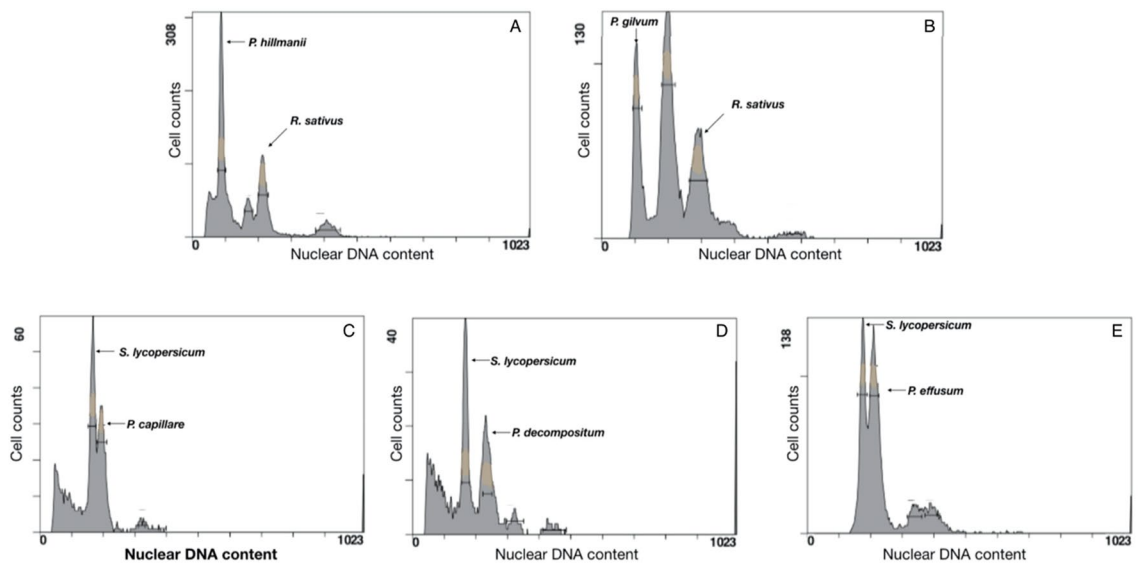 A
308
P. hillmanii
R. sativus
Cell counts
0
1023
Nuclear DNA content
B
130
P. gilvum
R. sativus
Cell counts
0
1023
Nuclear DNA content
C
60
S. lycopersicum
P. capillare
Cell counts
0
1023
Nuclear DNA content
D
40
S. lycopersicum
P. decompositum
Cell counts
0
1023
Nuclear DNA content
E
138
S. lycopersicum
P. effusum
Cell counts
0
1023
Nuclear DNA content